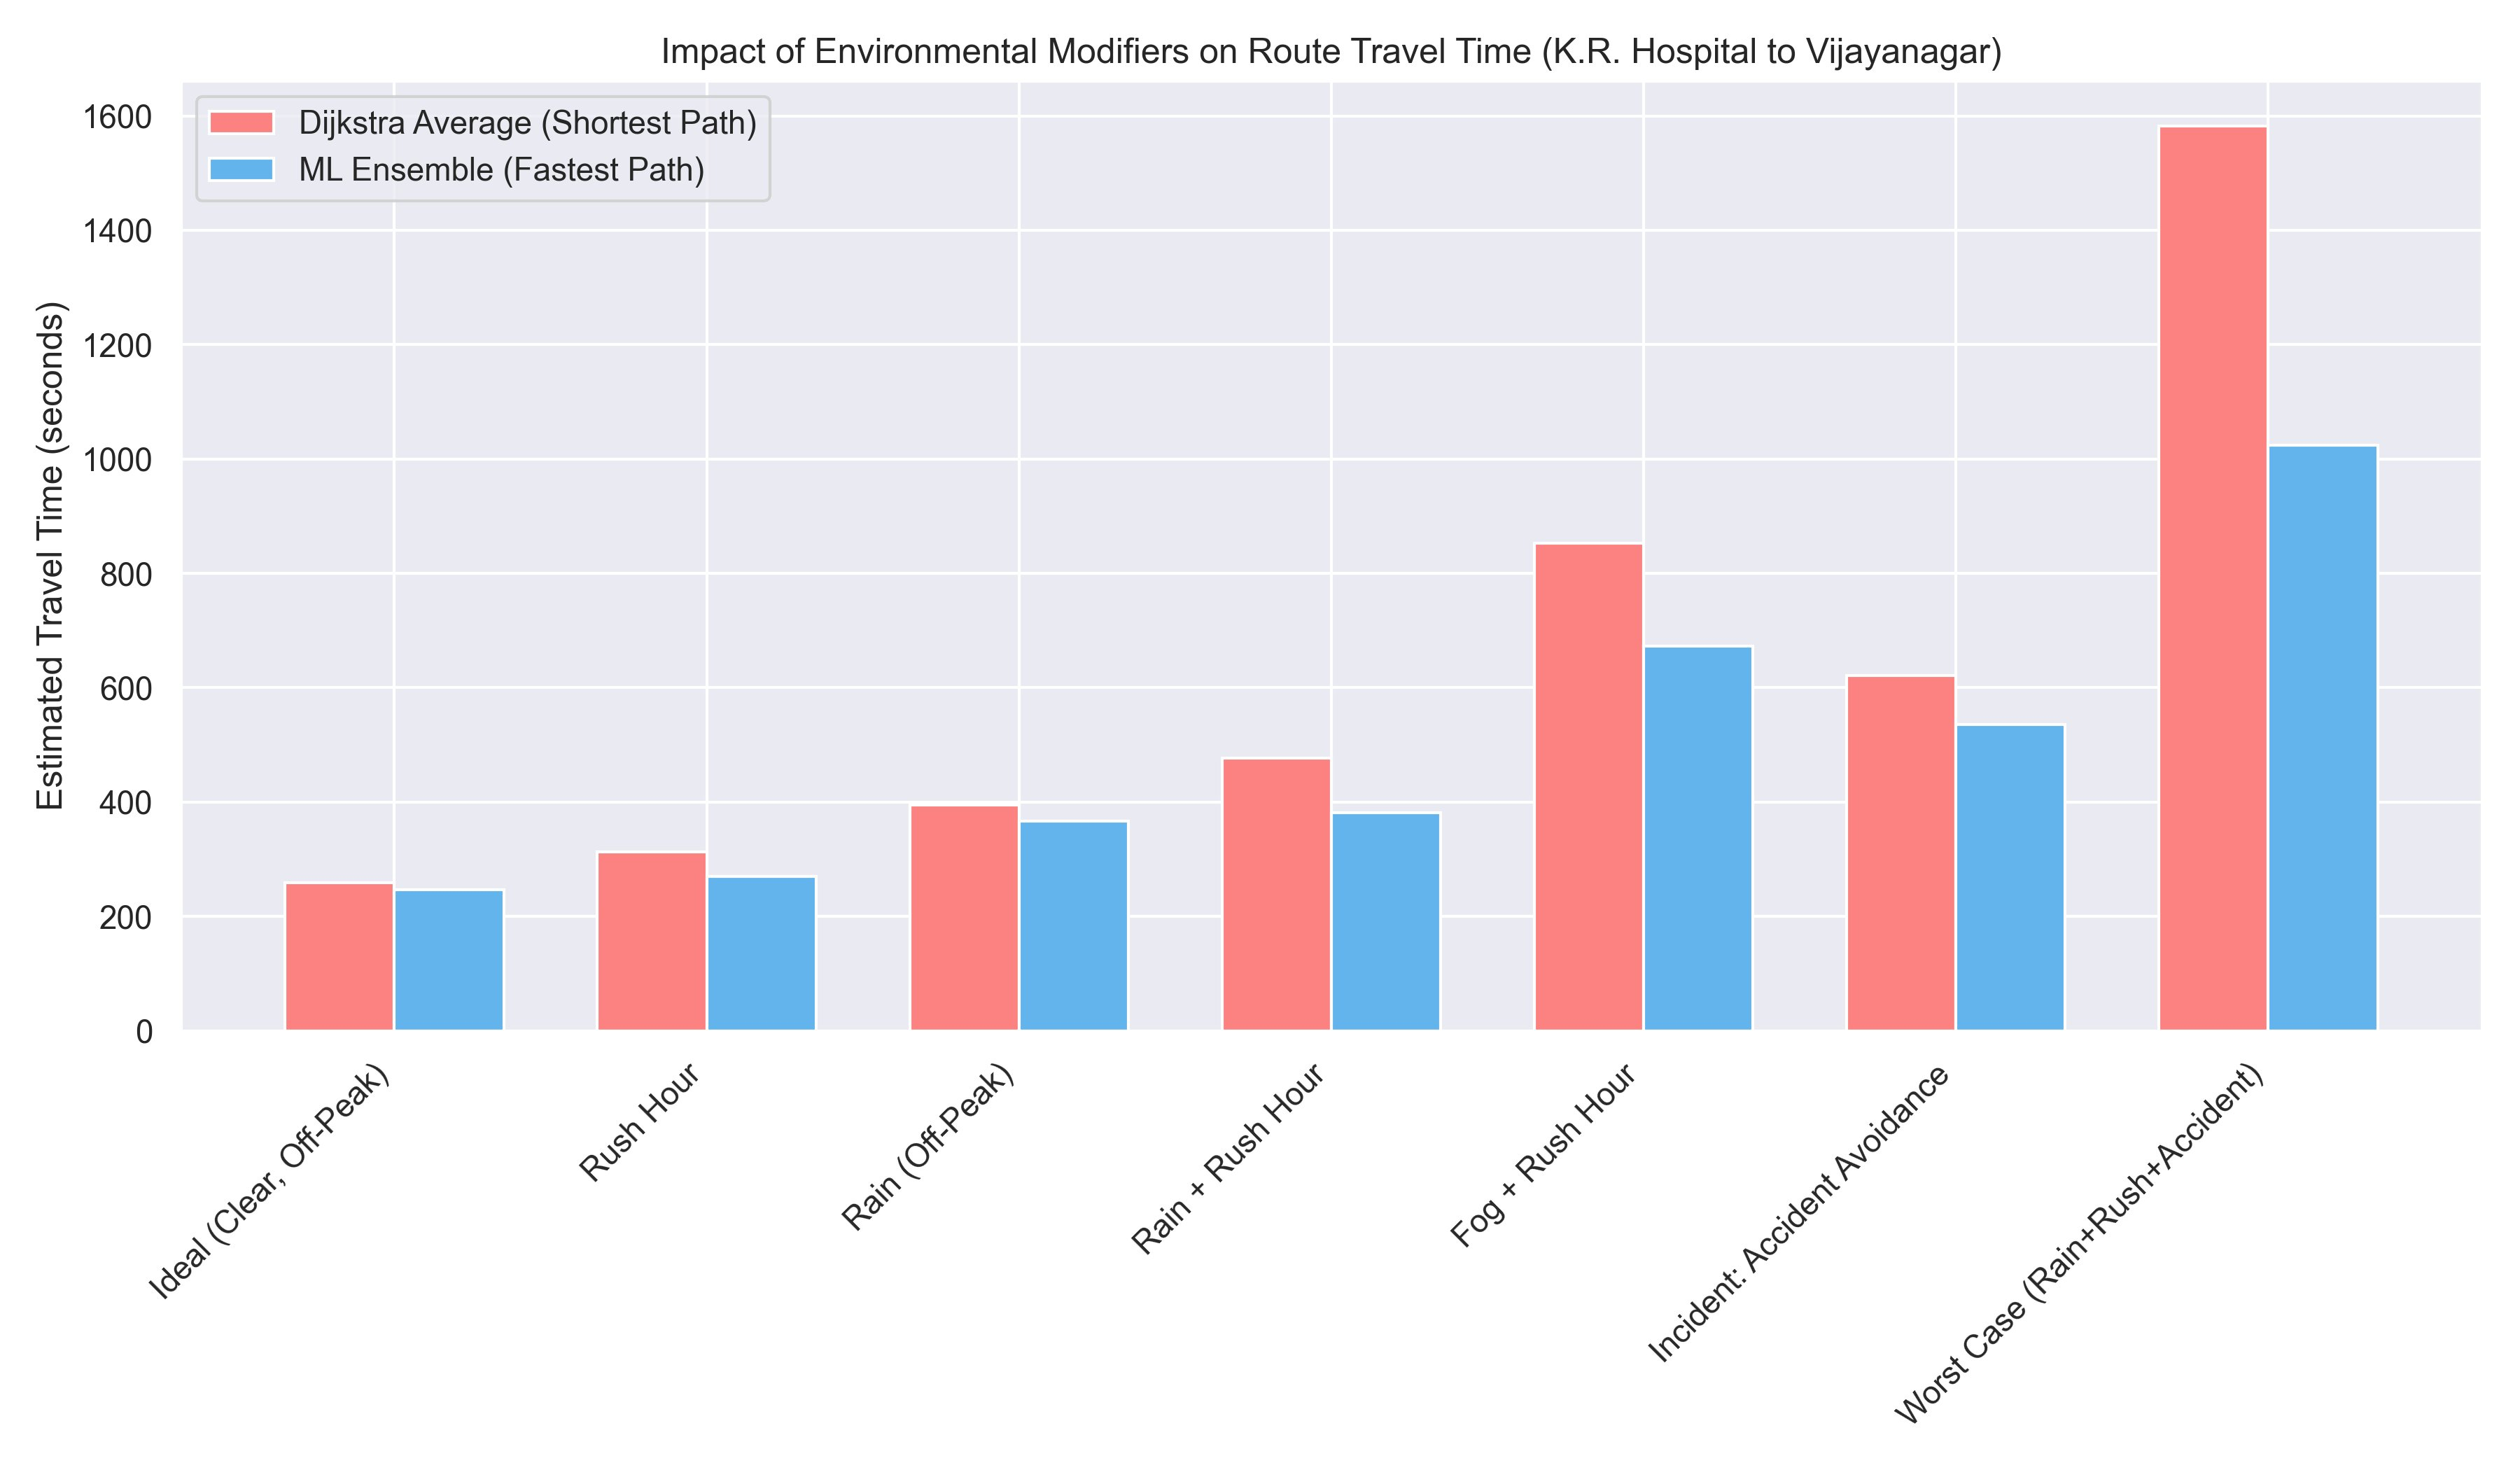 Impact of Environmental Modifiers on Route Travel Time (K.R. Hospital to Vijayanagar)
Dijkstra Average (Shortest Path)
ML Ensemble (Fastest Path)
Estimated Travel Time (seconds)
1600
1400
1200
1000
800
600
400
200
0
Ideal (Clear, Off-Peak)
Rush Hour
Rain (Off-Peak)
Rain + Rush Hour
Fog + Rush Hour
Incident: Accident Avoidance
Worst Case (Rain+Rush+Accident)